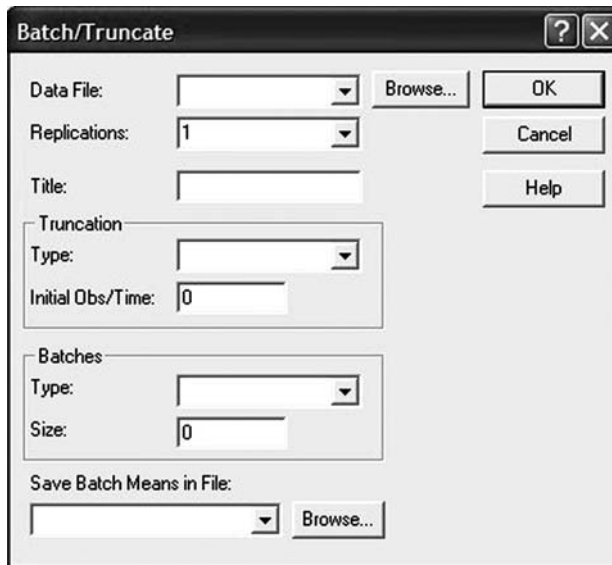 Batch/Truncate
Data File: Browse... OK
Replications: 1 Cancel
Title: Help
Truncation
Type:
Initial Obs/Time: 0
Batches
Type:
Size: 0
Save Batch Means in File:
Browse...